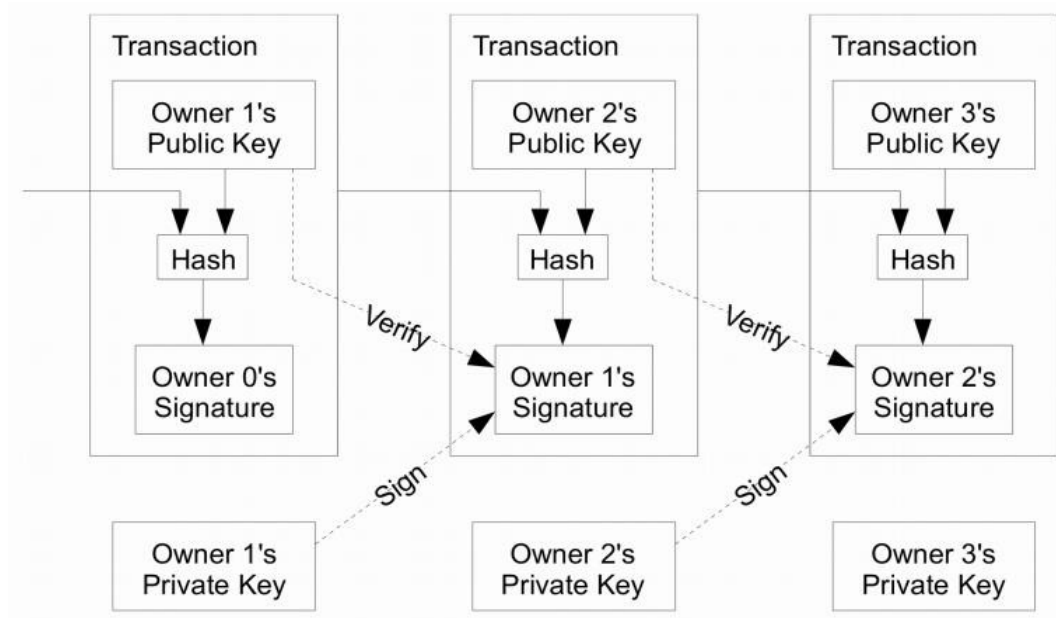 Transaction
Owner 1's
Public Key
Hash
Owner 0's
Signature
Transaction
Owner 2's
Public Key
Hash
Verify
Owner 1's
Signature
Transaction
Owner 3's
Public Key
Hash
Verify
Owner 2's
Signature
Sign
Sign
Owner 1's
Private Key
Owner 2's
Private Key
Owner 3's
Private Key